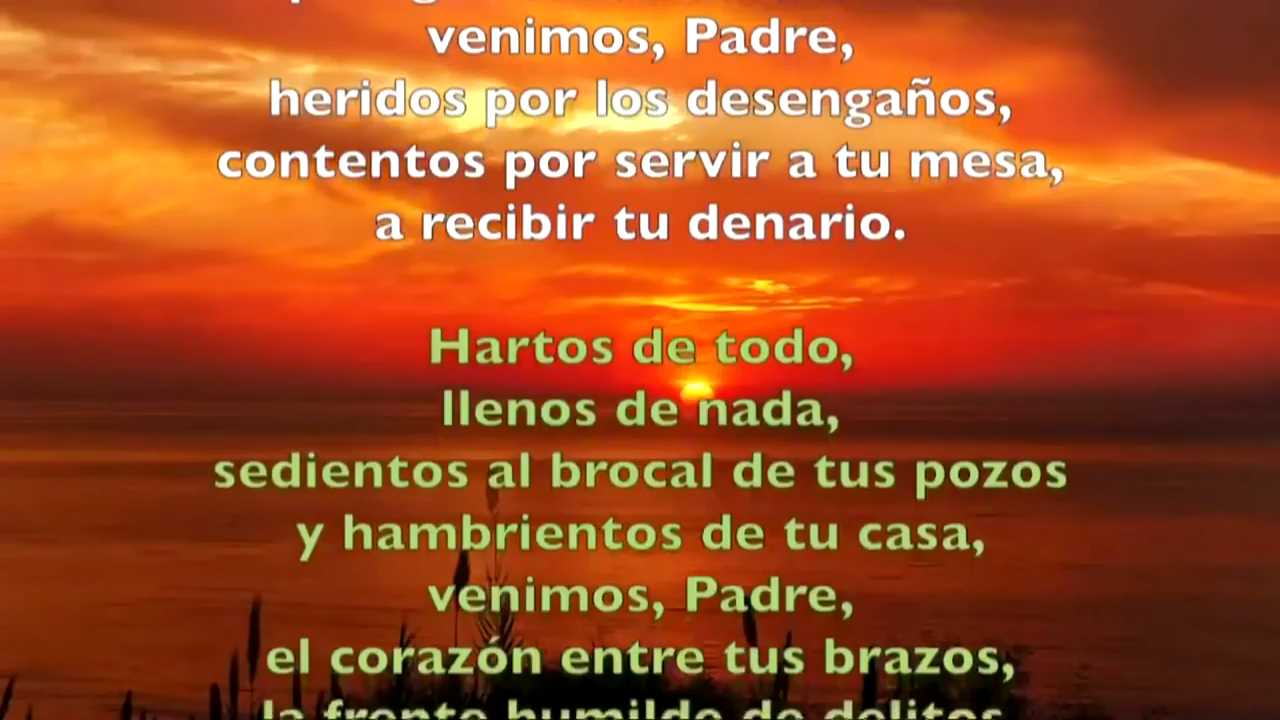 venimos, Padre,
heridos por los desengaños,
contentos por servir a tu mesa,
a recibir tu denario.
Hartos de todo,
llenos de nada,
sedientos al brocal de tus pozos
y hambrientos de tu casa,
venimos, Padre,
el corazón entre tus brazos,
la frente humilde de delitos